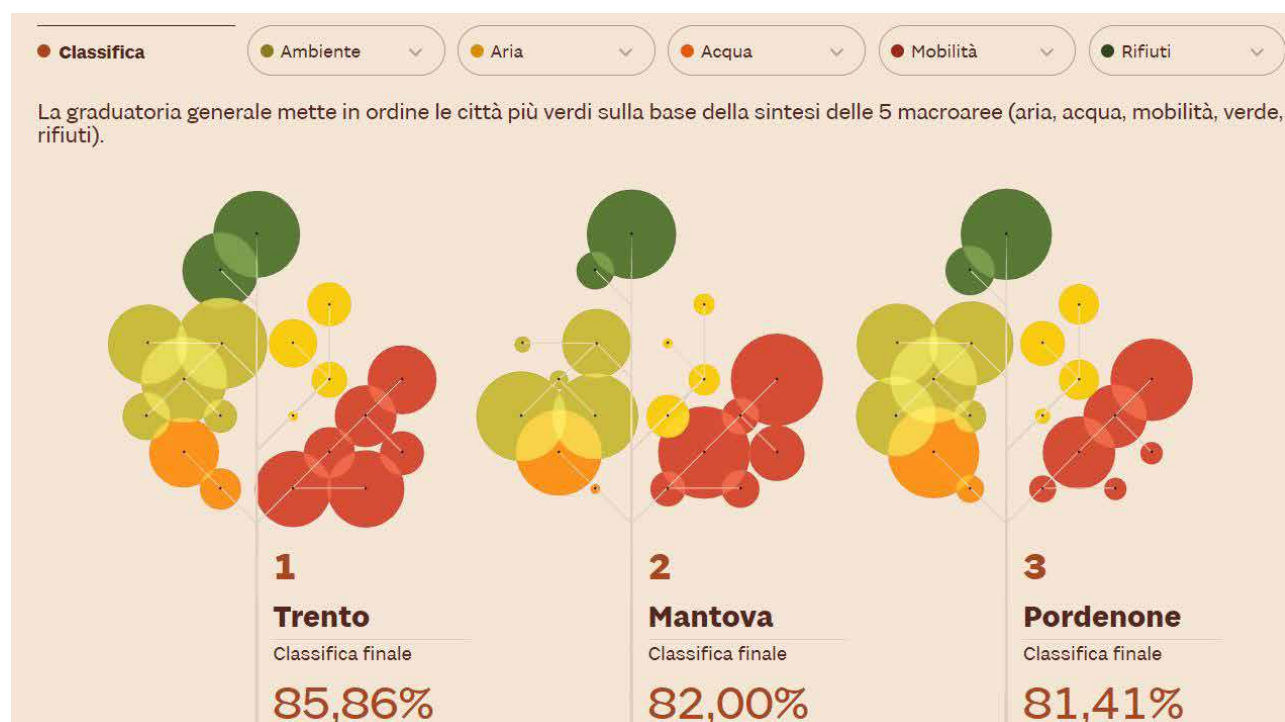 Classifica
Ambiente
Aria
Acqua
Mobilità
Rifiuti
La graduatoria generale mette in ordine le città più verdi sulla base della sintesi delle 5 macroaree (aria, acqua, mobilità, verde,
rifiuti).
1
Trento
Classifica finale
85,86%
2
Mantova
Classifica finale
82,00%
3
Pordenone
Classifica finale
81,41%